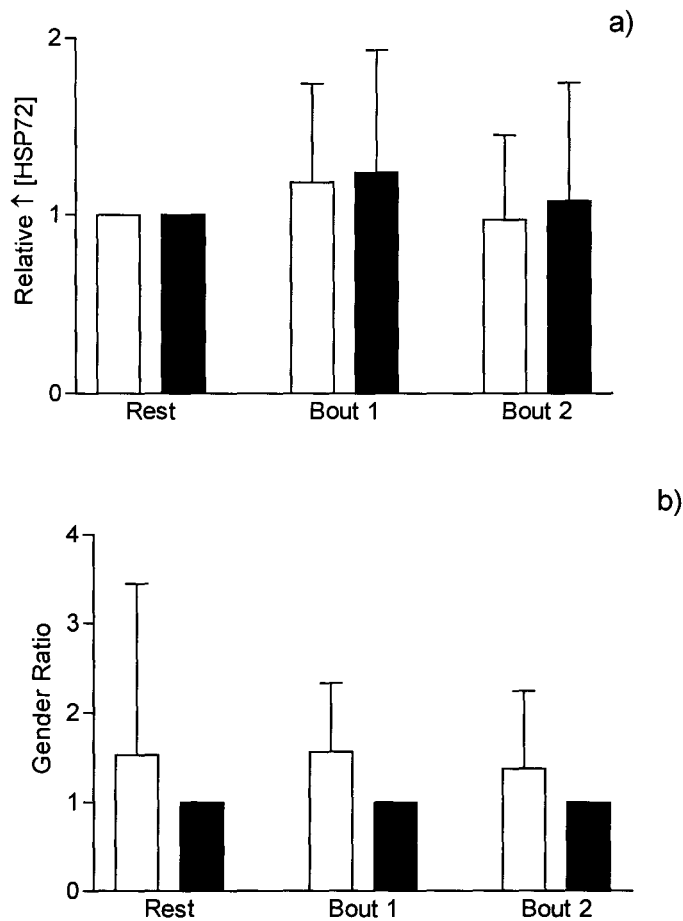 a)
Relative ↑ [HSP72]
2
1
0
Rest Bout 1 Bout 2
b)
Gender Ratio
4
3
2
1
0
Rest Bout 1 Bout 2